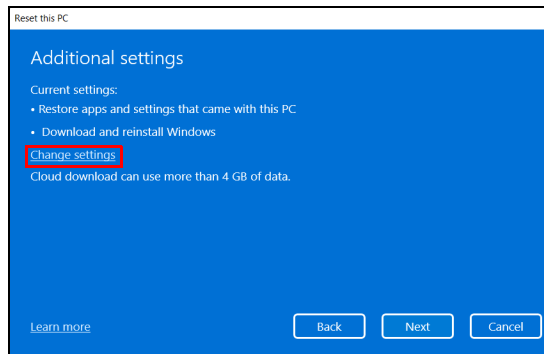 Reset this PC
Additional settings
Current settings:
• Restore apps and settings that came with this PC
• Download and reinstall Windows
Change settings
Cloud download can use more than 4 GB of data.
Learn more
Back
Next
Cancel